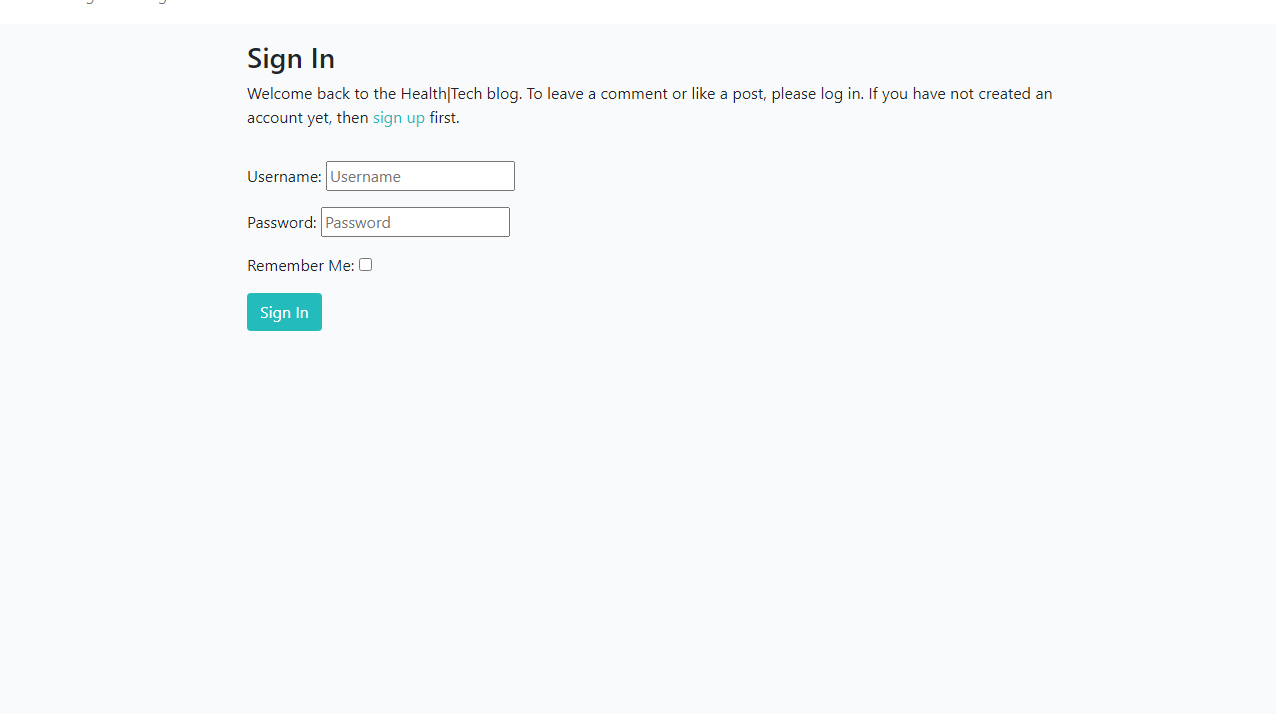 Sign In
Welcome back to the Health|Tech blog. To leave a comment or like a post, please log in. If you have not created an
account yet, then sign up first.
Username: Username
Password: Password
Remember Me:
Sign In